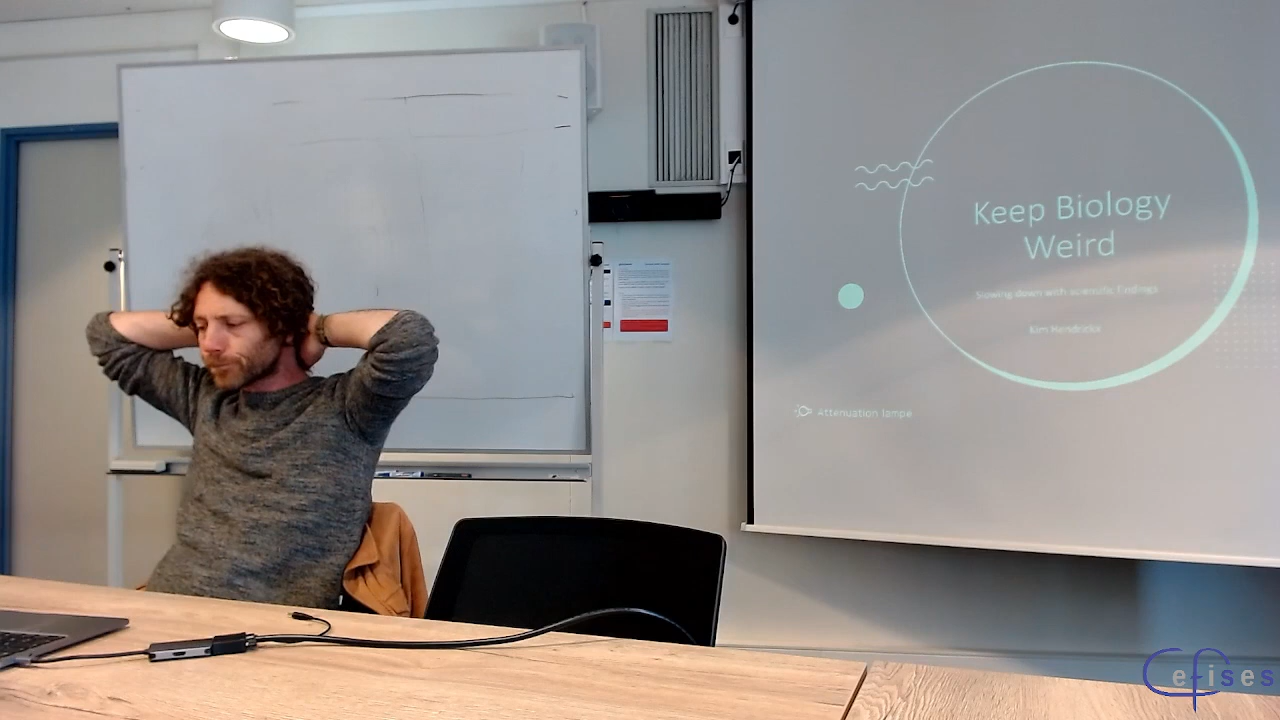 Keep Biology
Weird
Slowing down with scientific findings
Kim Hendrickx
Attenuation lampe
Cefises